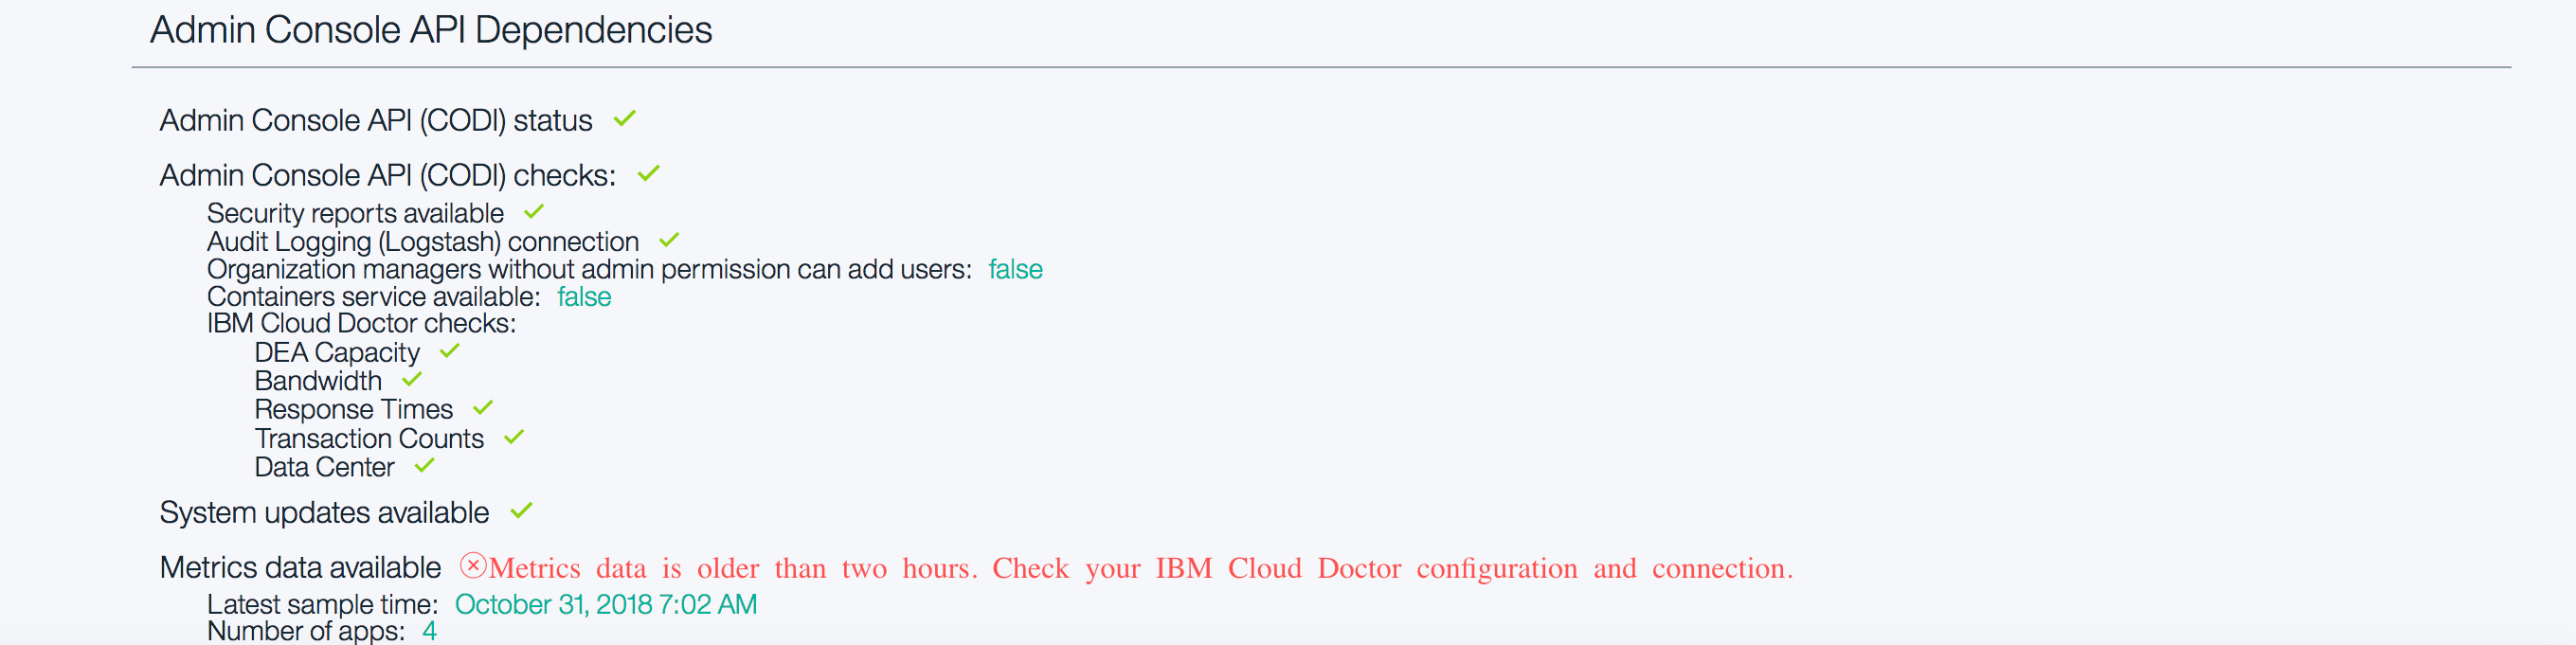 Admin Console API Dependencies
Admin Console API (CODI) status
Admin Console API (CODI) checks:
Security reports available
Audit Logging (Logstash) connection
Organization managers without admin permission can add users: false
Containers service available: false
IBM Cloud Doctor checks:
DEA Capacity
Bandwidth
Response Times
Transaction Counts
Data Center
System updates available
Metrics data available Metrics data is older than two hours. Check your IBM Cloud Doctor configuration and connection.
Latest sample time: October 31, 2018 7:02 AM
Number of apps: 4